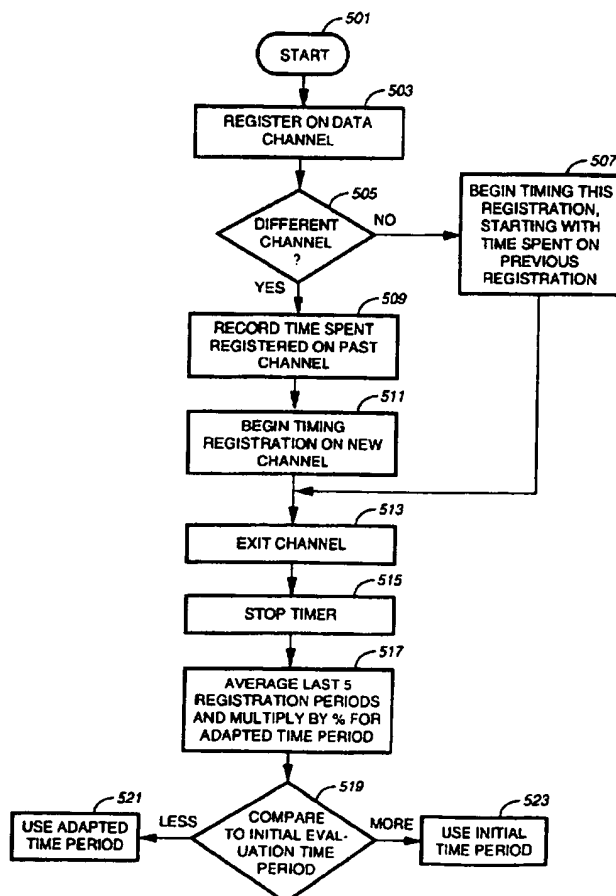 501
START
503
REGISTER ON DATA
CHANNEL
505
DIFFERENT
CHANNEL
?
NO
YES
507
BEGIN TIMING THIS
REGISTRATION,
STARTING WITH
TIME SPENT ON
PREVIOUS
REGISTRATION
509
RECORD TIME SPENT
REGISTERED ON PAST
CHANNEL
511
BEGIN TIMING
REGISTRATION ON NEW
CHANNEL
513
EXIT CHANNEL
515
STOP TIMER
517
AVERAGE LAST 5
REGISTRATION PERIODS
AND MULTIPLY BY % FOR
ADAPTED TIME PERIOD
519
COMPARE
TO INITIAL EVAL-
UATION TIME
PERIOD
LESS
MORE
521
USE ADAPTED
TIME PERIOD
523
USE INITIAL
TIME PERIOD